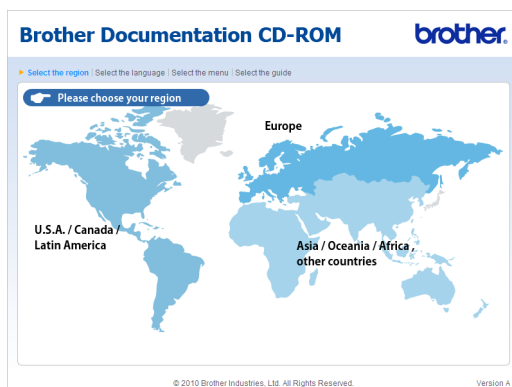 Brother Documentation CD-ROM
brother
Select the region | Select the language | Select the menu | Select the guide
Please choose your region
Europe
U.S.A. / Canada /
Latin America
Asia / Oceania / Africa ,
other countries
© 2010 Brother Industries, Ltd. All Rights Reserved.
Version A